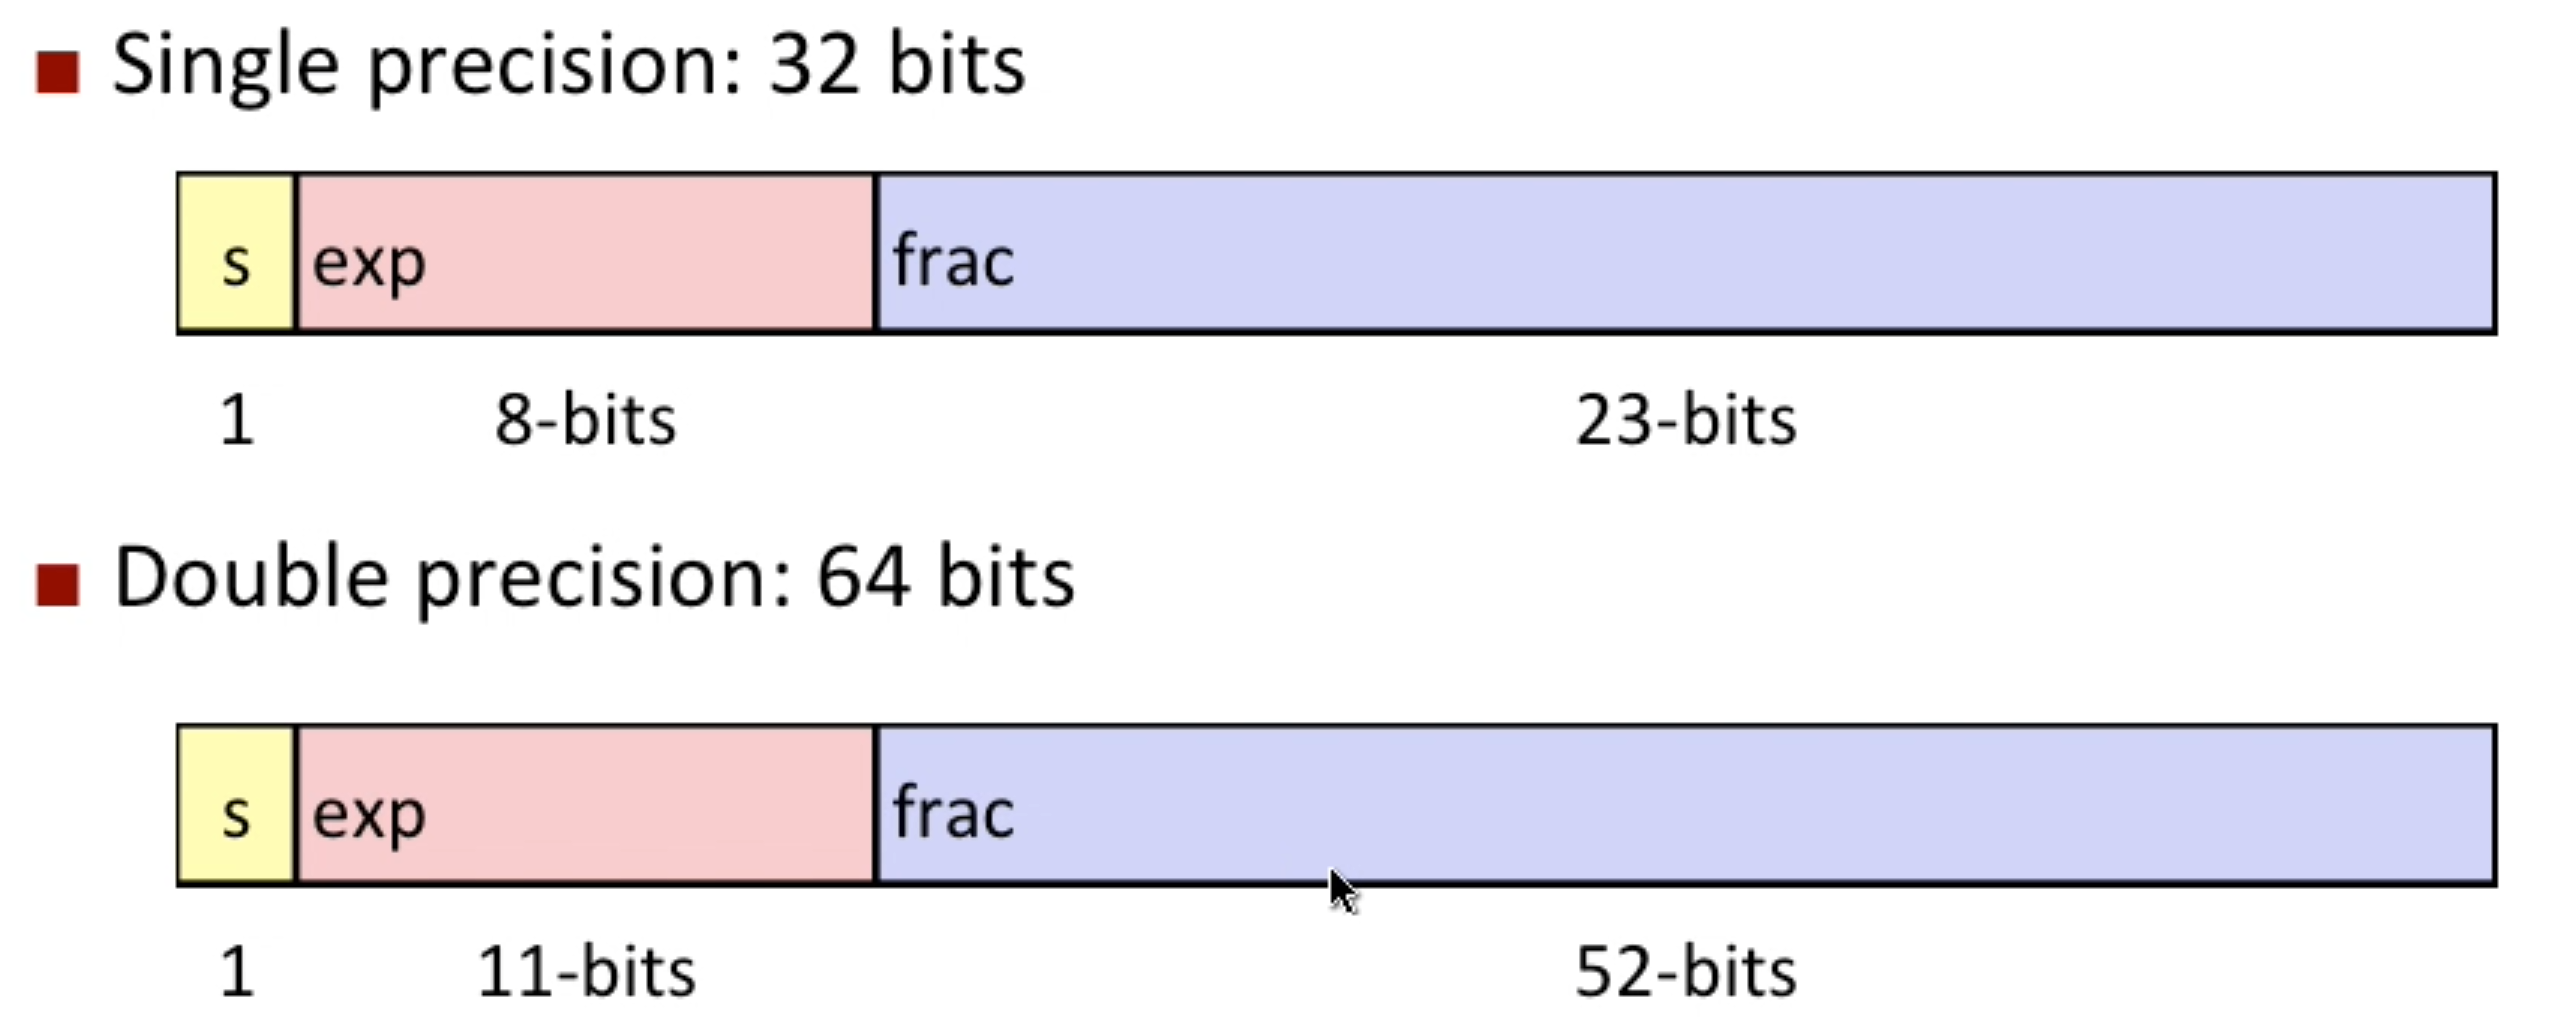 Single precision: 32 bits
s exp frac
1 8-bits 23-bits
Double precision: 64 bits
s exp frac
1 11-bits 52-bits